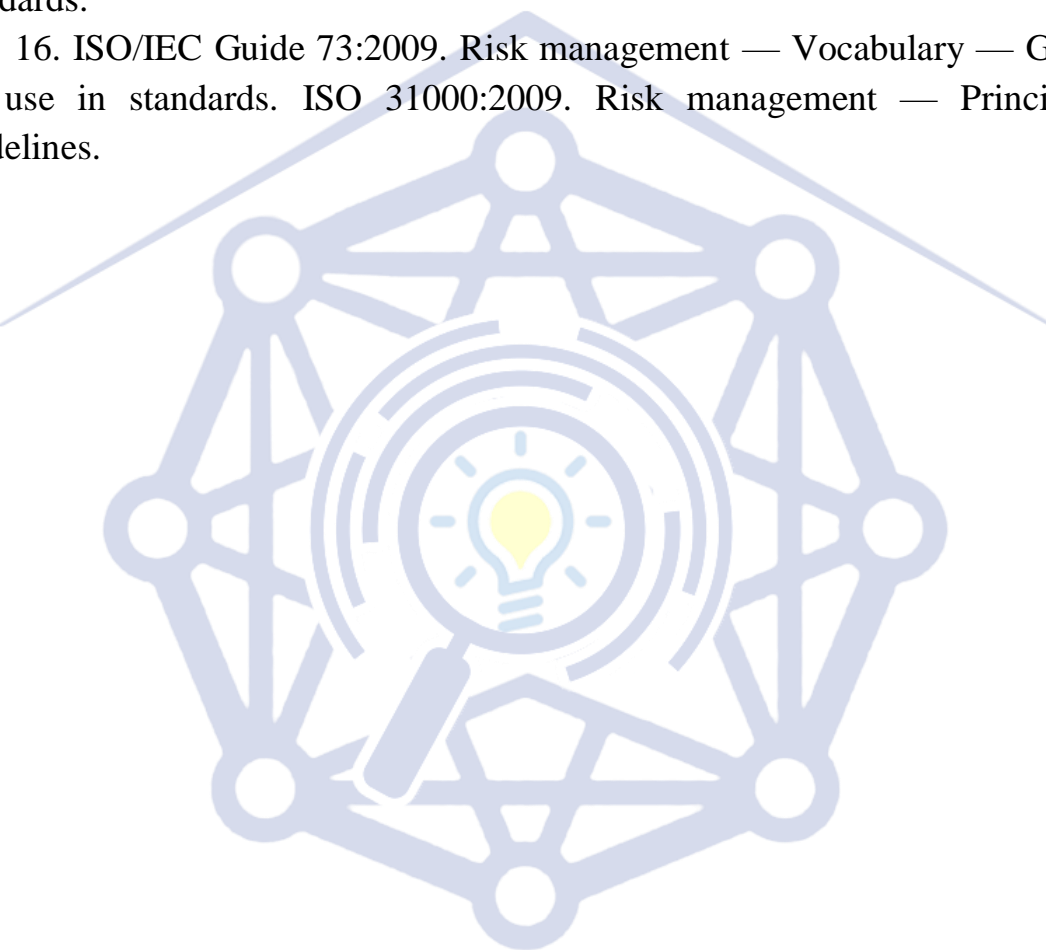 dards.
16. ISO/IEC Guide 73:2009. Risk management — Vocabulary — G
use in standards. ISO 31000:2009. Risk management — Princi
delines.